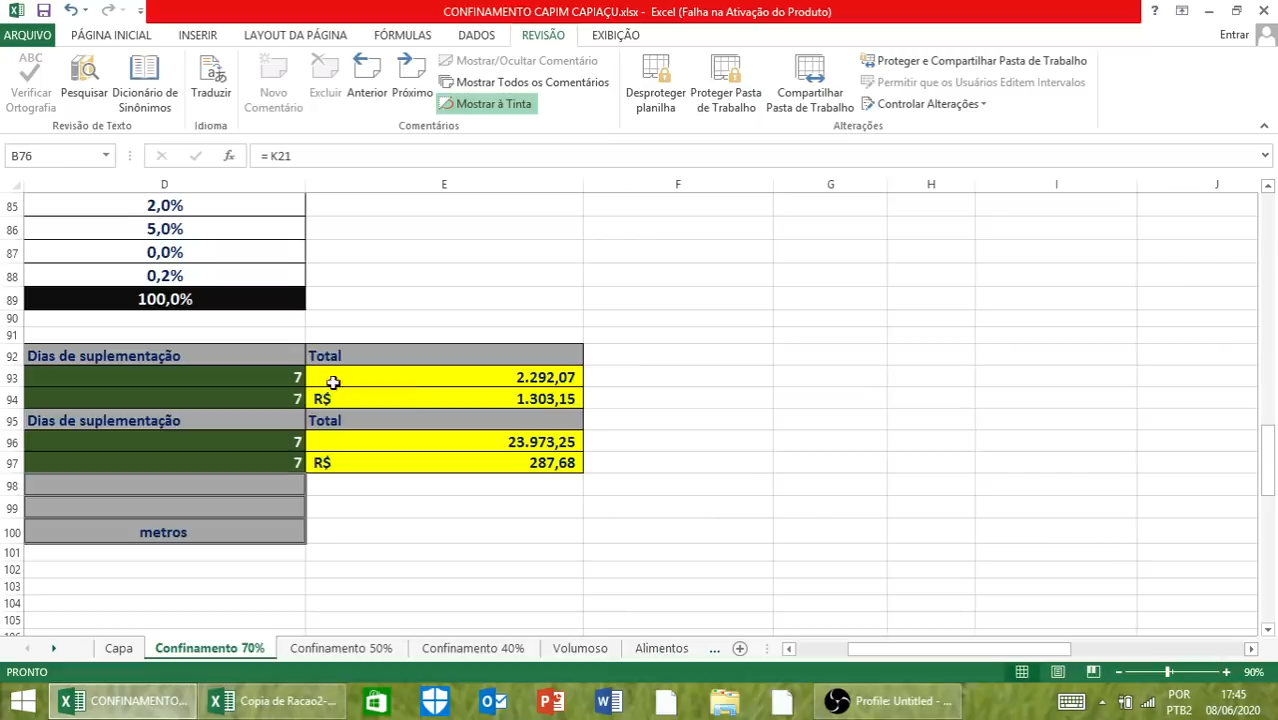 CONFINAMENTO CAPIM CAPIAÇU.xlsx - Excel (Falha na Ativação do Produto)
ARQUIVO PÁGINA INICIAL INSERIR LAYOUT DA PÁGINA FÓRMULAS DADOS REVISÃO EXIBIÇÃO Entrar
ABC Verificar Ortografia
Pesquisar
Dicionário de Sinônimos
Traduzir
Novo Comentário
Excluir
Anterior
Próximo
Mostrar/Ocultar Comentário
Mostrar Todos os Comentários
Mostrar à Tinta
Desproteger planilha
Proteger Pasta de Trabalho
Compartilhar Pasta de Trabalho
Proteger e Compartilhar Pasta de Trabalho
Permitir que os Usuários Editem Intervalos
Controlar Alterações
Revisão de Texto Idioma Comentários Alterações
B76 fx = K21
D E F G H I J
85 2,0%
86 5,0%
87 0,0%
88 0,2%
89 100,0%
90
91
92 Dias de suplementação Total
93 7 2.292,07
94 7 R$ 1.303,15
95 Dias de suplementação Total
96 7 23.973,25
97 7 R$ 287,68
98
99
100 metros
101
102
103
104
105
Capa Confinamento 70% Confinamento 50% Confinamento 40% Volumoso Alimentos ...
PRONTO 90%
CONFINAMENTO... Copia de Racao2-... Profile: Untitled - ... POR 17:45
PTB2 08/06/2020